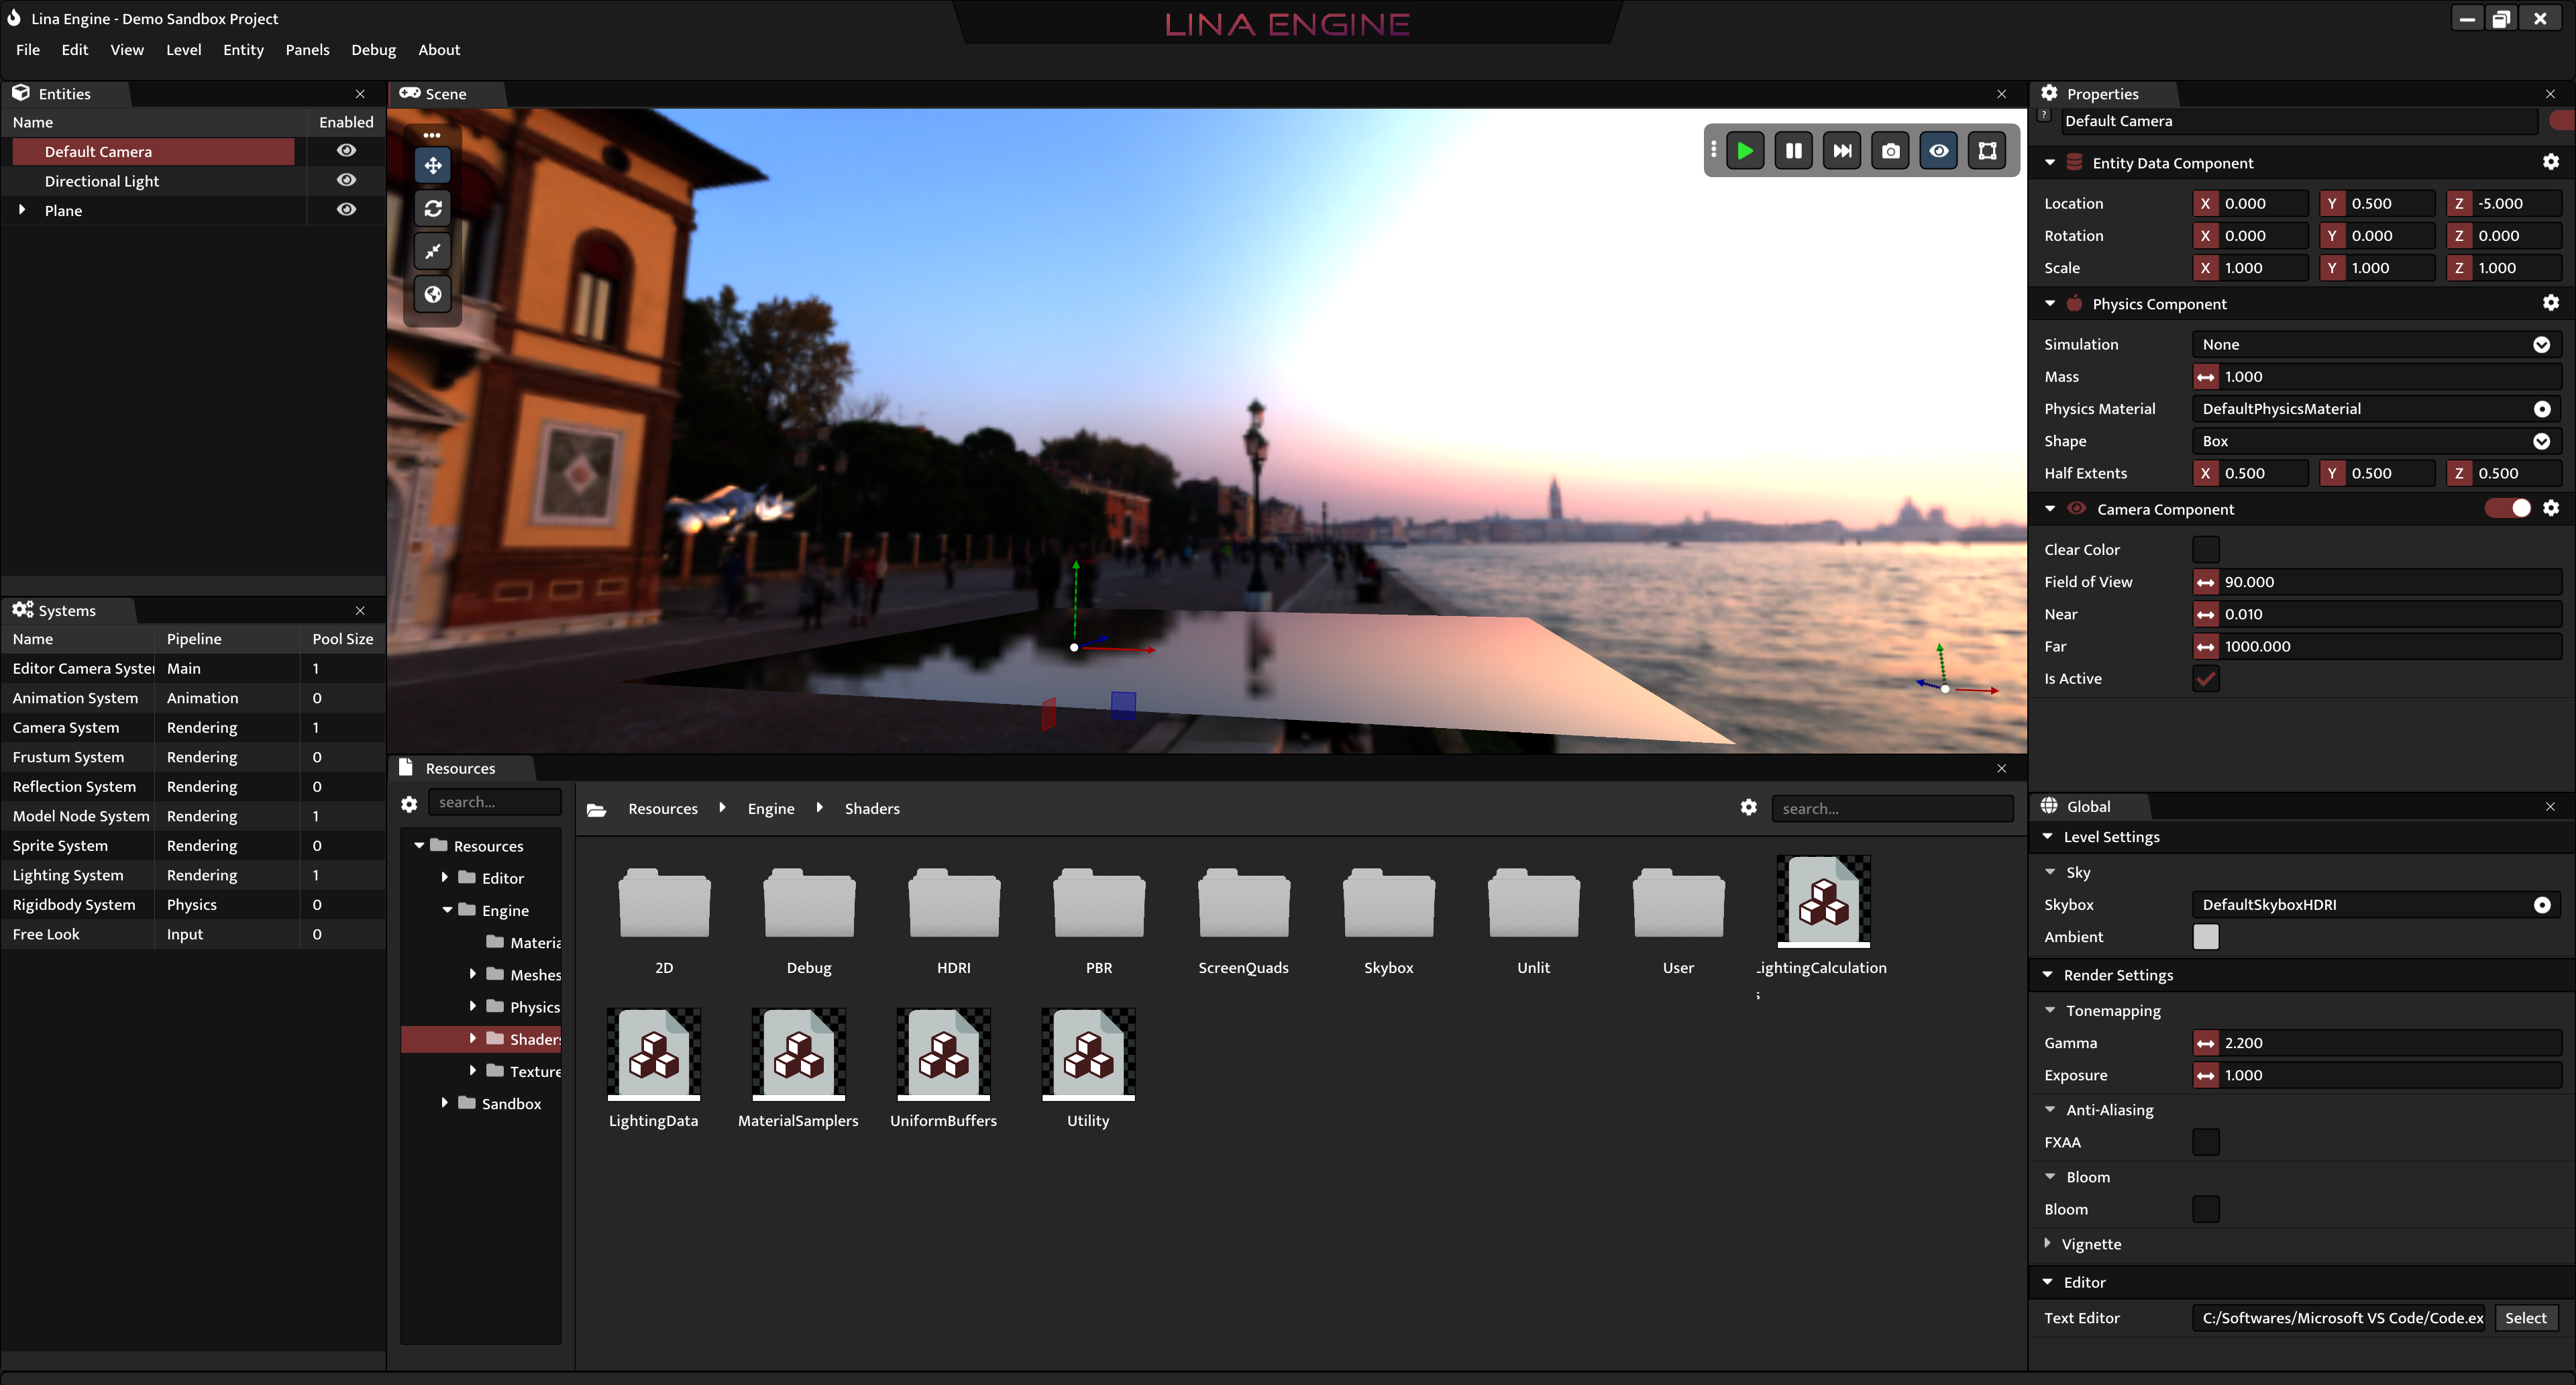 Lina Engine - Demo Sandbox Project
LINA ENGINE
File Edit View Level Entity Panels Debug About
Entities
Name Enabled
Default Camera
Directional Light
Plane
Systems
Name Pipeline Pool Size
Editor Camera Syster Main 1
Animation System Animation 0
Camera System Rendering 1
Frustum System Rendering 0
Reflection System Rendering 0
Model Node System Rendering 1
Sprite System Rendering 0
Lighting System Rendering 1
Rigidbody System Physics 0
Free Look Input 0
Scene
Resources
search...
Resources
Editor
Engine
Materia
Meshes
Physics
Shaders
Texture
Sandbox
Resources Engine Shaders
search...
2D Debug HDRI PBR ScreenQuads Skybox Unlit User LightingCalculation
s
LightingData MaterialSamplers UniformBuffers Utility
Properties
? Default Camera
Entity Data Component
Location X 0.000 Y 0.500 Z -5.000
Rotation X 0.000 Y 0.000 Z 0.000
Scale X 1.000 Y 1.000 Z 1.000
Physics Component
Simulation None
Mass 1.000
Physics Material DefaultPhysicsMaterial
Shape Box
Half Extents X 0.500 Y 0.500 Z 0.500
Camera Component
Clear Color
Field of View 90.000
Near 0.010
Far 1000.000
Is Active
Global
Level Settings
Sky
Skybox DefaultSkyboxHDRI
Ambient
Render Settings
Tonemapping
Gamma 2.200
Exposure 1.000
Anti-Aliasing
FXAA
Bloom
Bloom
Vignette
Editor
Text Editor C:/Softwares/Microsoft VS Code/Code.ex Select